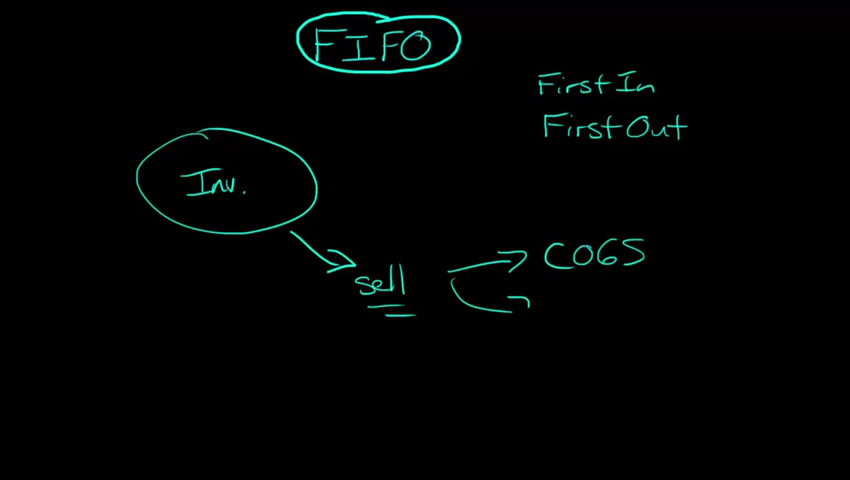 FIFO
First In
First Out
Inv.
sell
COGS